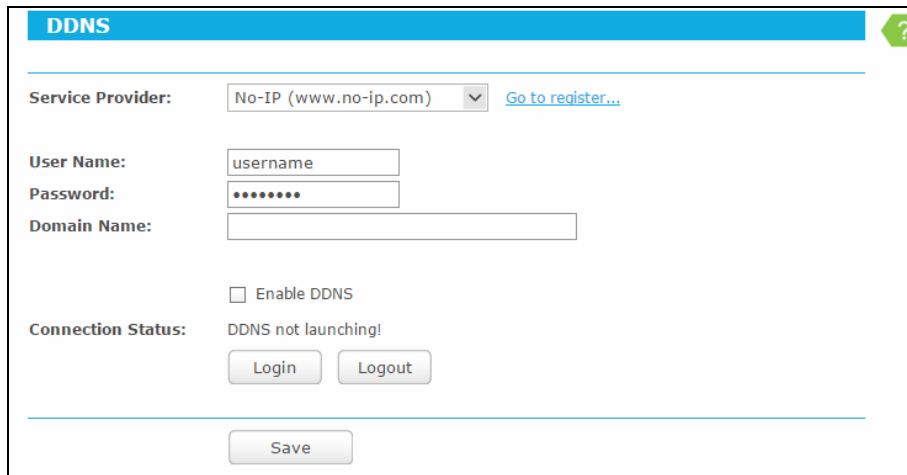 DDNS
?
Service Provider: No-IP (www.no-ip.com) Go to register...
User Name: username
Password: ••••••••
Domain Name:
Enable DDNS
Connection Status: DDNS not launching!
Login Logout
Save